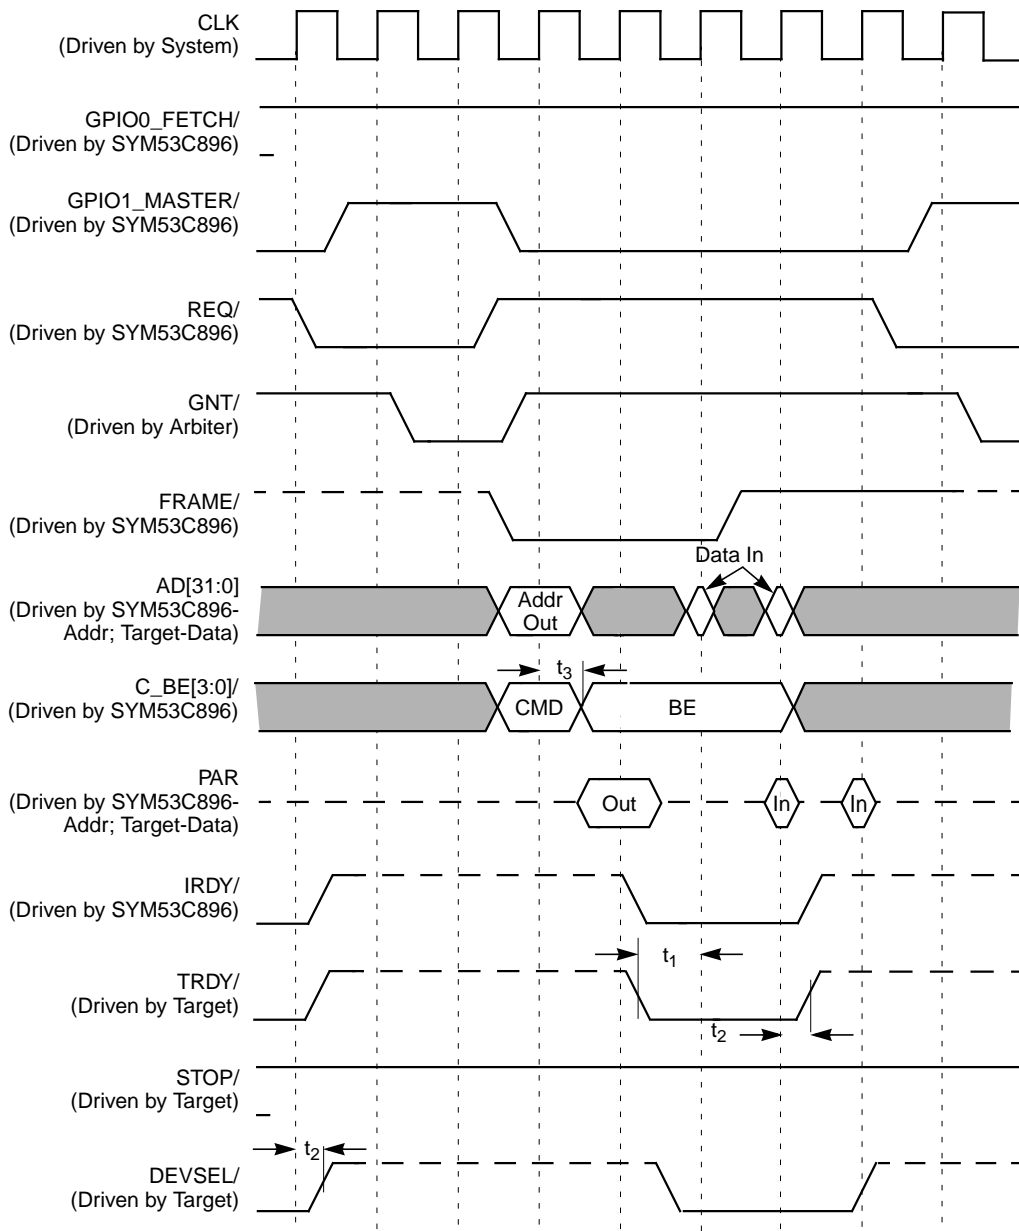 CLK
(Driven by System)
GPIO0_FETCH/
(Driven by SYM53C896)
GPIO1_MASTER/
(Driven by SYM53C896)
REQ/
(Driven by SYM53C896)
GNT/
(Driven by Arbiter)
FRAME/
(Driven by SYM53C896)
Data In
AD[31:0]
(Driven by SYM53C896-
Addr; Target-Data)
Addr
Out
C_BE[3:0]/
(Driven by SYM53C896)
t3
CMD
BE
PAR
(Driven by SYM53C896-
Addr; Target-Data)
Out
In
In
IRDY/
(Driven by SYM53C896)
t1
TRDY/
(Driven by Target)
t2
STOP/
(Driven by Target)
t2
DEVSEL/
(Driven by Target)